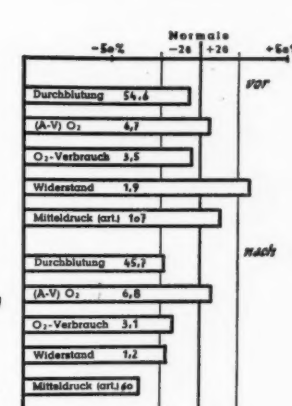 Normale
-50% -2σ +2σ +50%
vor
Durchblutung 54.6
(A-V) O₂ 6,7
O₂-Verbrauch 3,5
Widerstand 1,9
Mitteldruck (art.) 107
nach
Durchblutung 45,7
(A-V) O₂ 6,8
O₂-Verbrauch 3.1
Widerstand 1,2
Mitteldruck (art.) 60